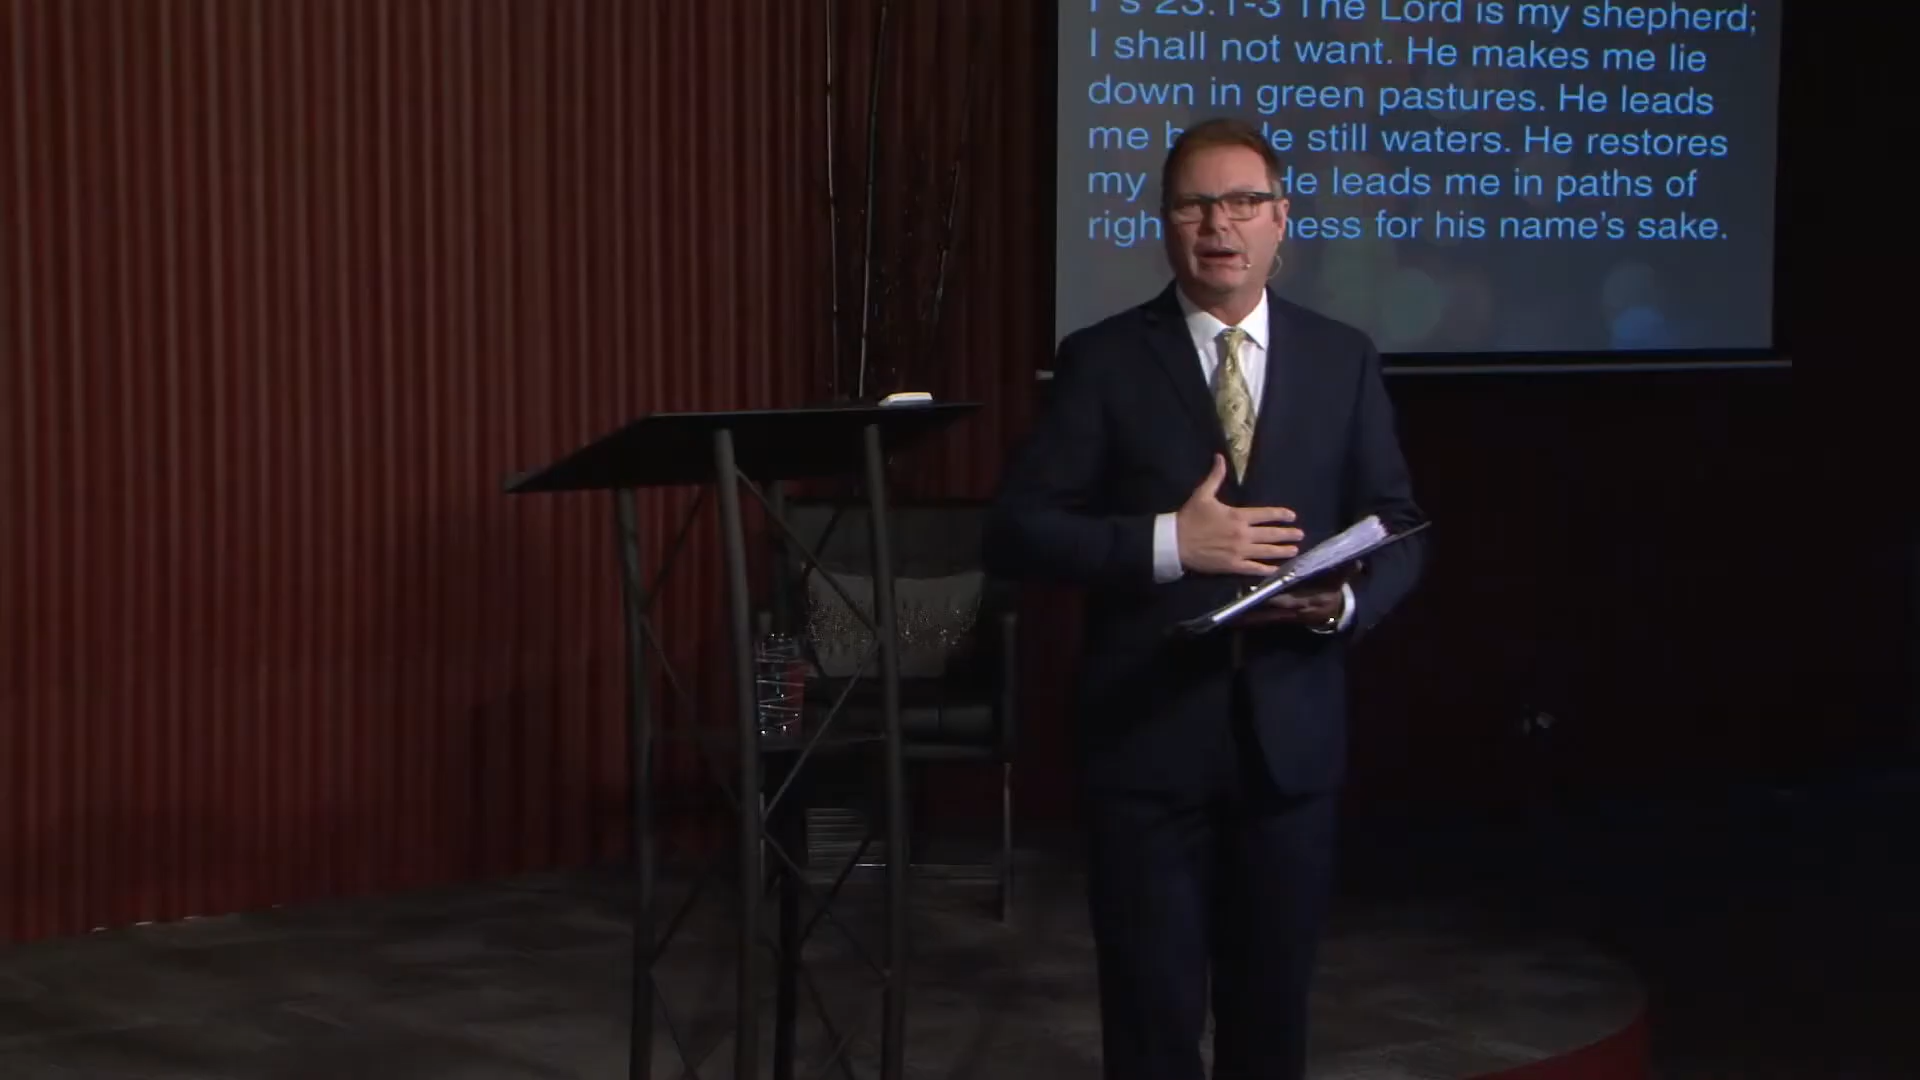 Ps 23:1-3 The Lord is my shepherd;
I shall not want. He makes me lie
down in green pastures. He leads
me b de still waters. He restores
my He leads me in paths of
righ ness for his name's sake.